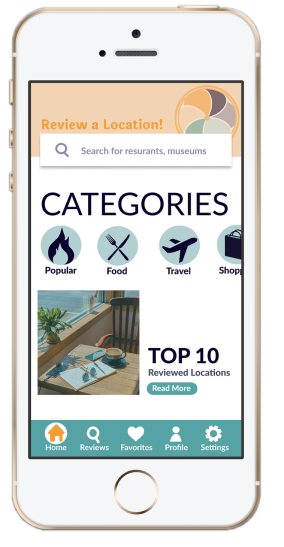 Review a Location!
Search for resurants, museums
CATEGORIES
Popular
Food
Travel
Shopp
TOP 10
Reviewed Locations
Read More
Home
Reviews
Favorites
Profile
Settings